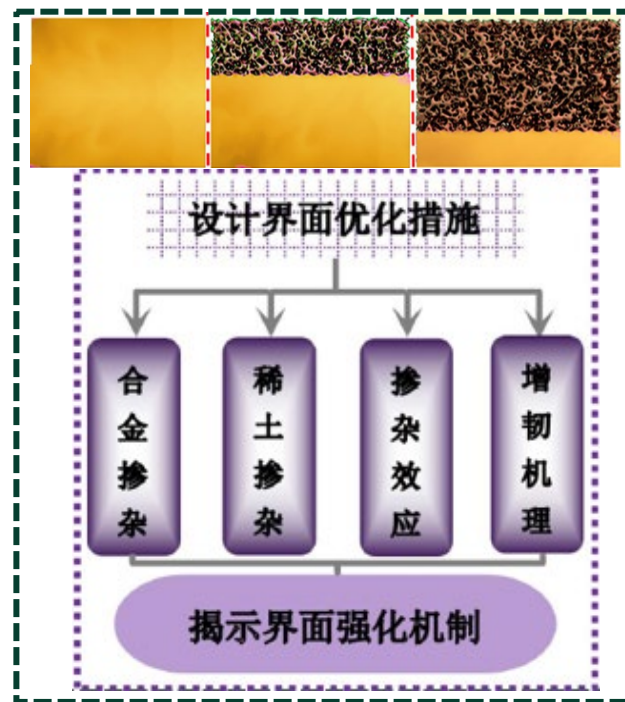 设计界面优化措施
合金掺杂
稀土掺杂
掺杂效应
增韧机理
揭示界面强化机制